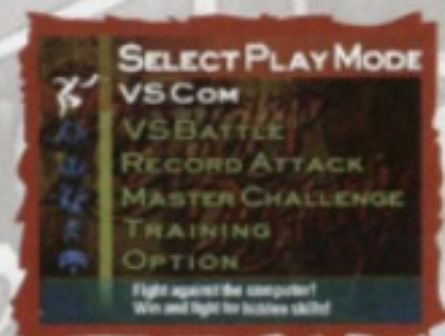 SELECT PLAY MODE
VS COM
VS BATTLE
RECORD ATTACK
MASTER CHALLENGE
TRAINING
OPTION
Fight against the computer!
Win and fight for hidden skills!